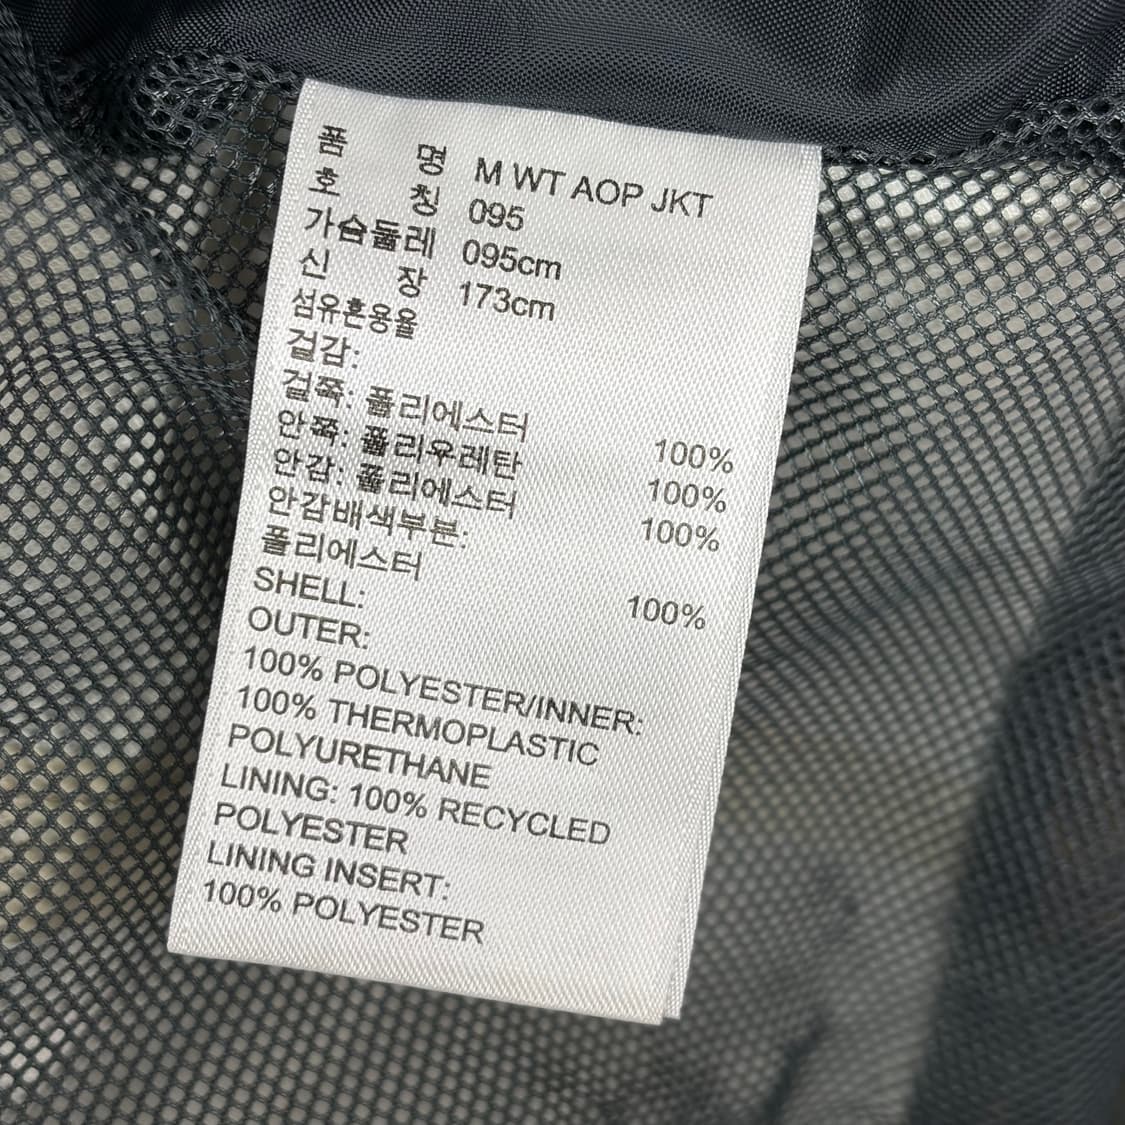 품 명 M WT AOP JKT
호 칭 095
가슴둘레 095cm
신 장 173cm
섬유혼용율
겉감:
겉쪽: 폴리에스터 100%
안쪽: 폴리우레탄 100%
안감: 폴리에스터 100%
안감배색부분:
폴리에스터 100%
SHELL:
OUTER:
100% POLYESTER/INNER:
100% THERMOPLASTIC
POLYURETHANE
LINING: 100% RECYCLED
POLYESTER
LINING INSERT:
100% POLYESTER